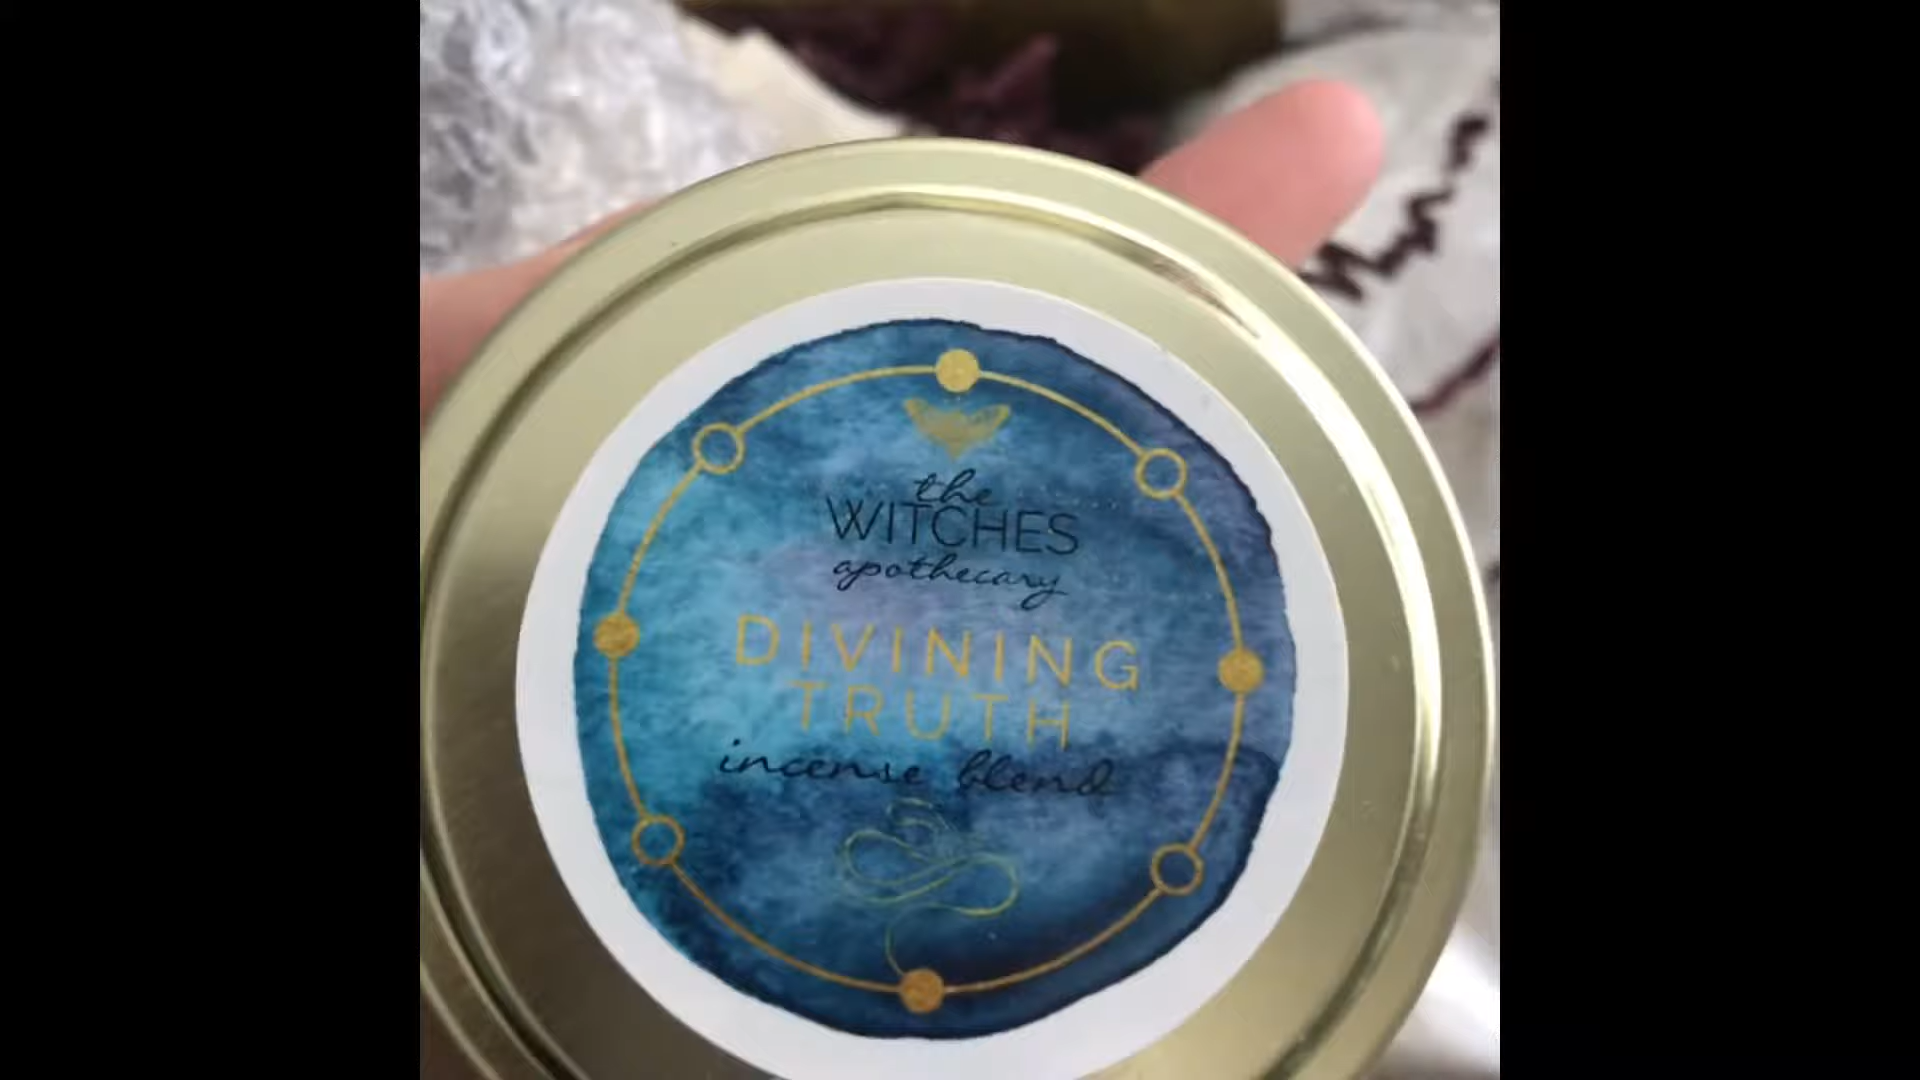 the
WITCHES
apothecary
DIVINING
TRUTH
incense blend